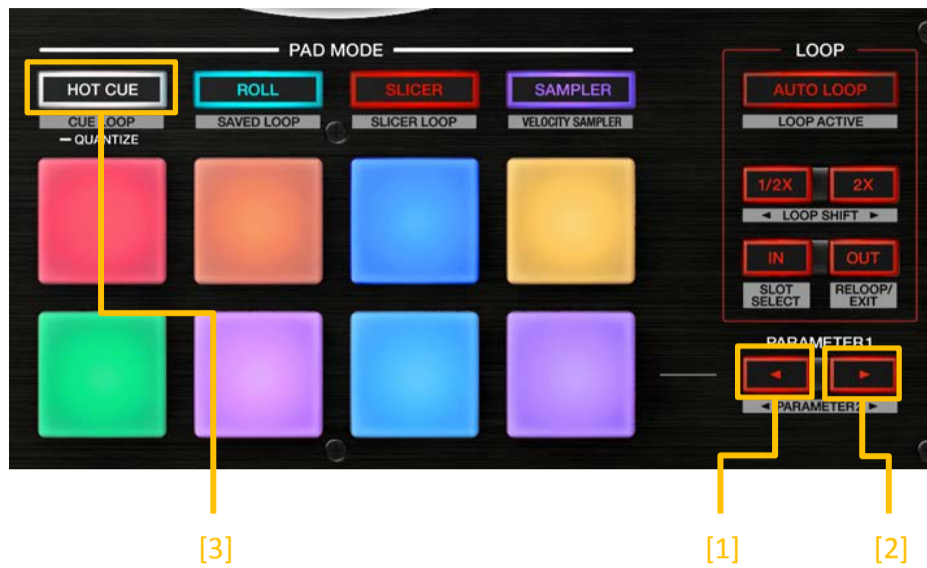 PAD MODE
HOT CUE
ROLL
SLICER
SAMPLER
CUE LOOP
SAVED LOOP
SLICER LOOP
VELOCITY SAMPLER
— QUANTIZE
LOOP
AUTO LOOP
LOOP ACTIVE
1/2X
2X
◄ LOOP SHIFT ►
IN
OUT
SLOT
SELECT
RELOOP/
EXIT
PARAMETER1
◄
►
◄ PARAMETER2 ►
[3]
[1]
[2]